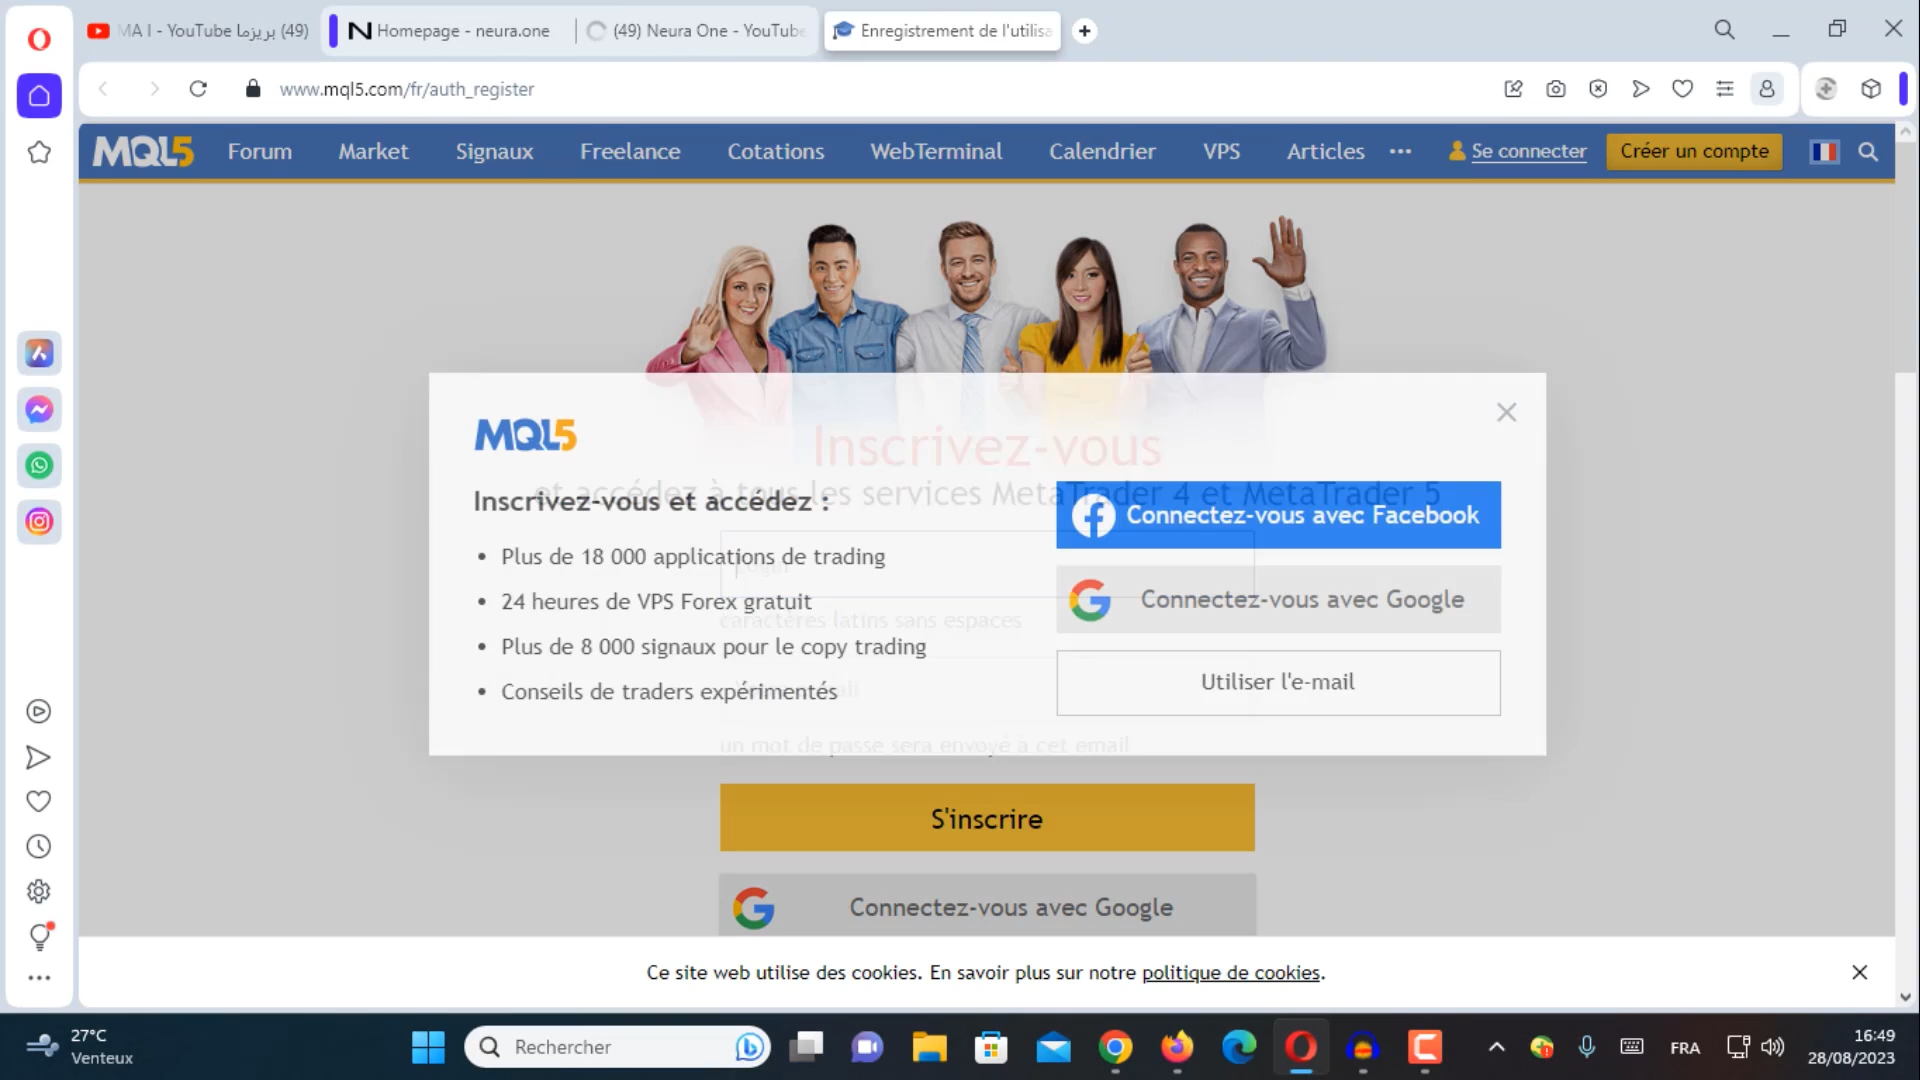 MA I - YouTube بريزما (49)
Homepage - neura.one
(49) Neura One - YouTube
Enregistrement de l'utilisa
www.mql5.com/fr/auth_register
MQL5
Forum
Market
Signaux
Freelance
Cotations
WebTerminal
Calendrier
VPS
Articles
Se connecter
Créer un compte
Inscrivez-vous
et accédez à tous les services MetaTrader 4 et MetaTrader 5
MQL5
Inscrivez-vous et accédez :
• Plus de 18 000 applications de trading
• 24 heures de VPS Forex gratuit
• Plus de 8 000 signaux pour le copy trading
• Conseils de traders expérimentés
Connectez-vous avec Facebook
Connectez-vous avec Google
Utiliser l'e-mail
caractères latins sans espaces
un mot de passe sera envoyé à cet email
S'inscrire
Connectez-vous avec Google
Ce site web utilise des cookies. En savoir plus sur notre politique de cookies.
27°C
Venteux
Rechercher
FRA
16:49
28/08/2023